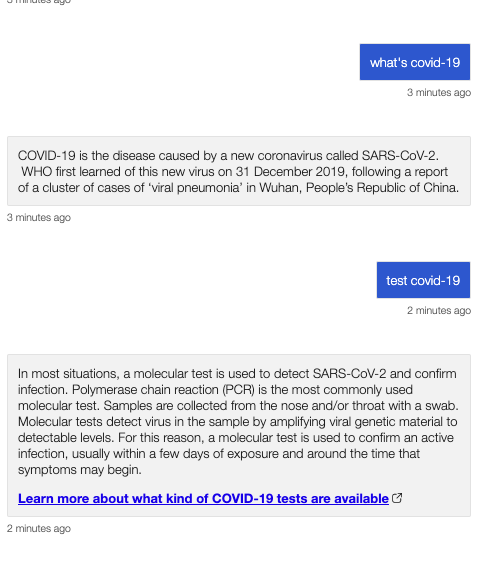 3 minutes ago
what's covid-19
3 minutes ago
COVID-19 is the disease caused by a new coronavirus called SARS-CoV-2.
WHO first learned of this new virus on 31 December 2019, following a report
of a cluster of cases of ‘viral pneumonia’ in Wuhan, People’s Republic of China.
3 minutes ago
test covid-19
2 minutes ago
In most situations, a molecular test is used to detect SARS-CoV-2 and confirm
infection. Polymerase chain reaction (PCR) is the most commonly used
molecular test. Samples are collected from the nose and/or throat with a swab.
Molecular tests detect virus in the sample by amplifying viral genetic material to
detectable levels. For this reason, a molecular test is used to confirm an active
infection, usually within a few days of exposure and around the time that
symptoms may begin.
Learn more about what kind of COVID-19 tests are available
2 minutes ago